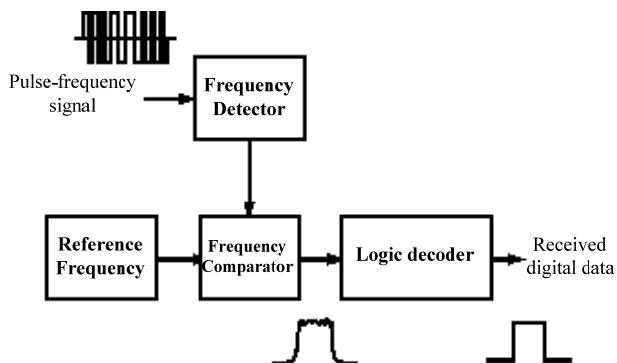 Pulse-frequency
signal
Frequency
Detector
Reference
Frequency
Frequency
Comparator
Logic decoder
Received
digital data